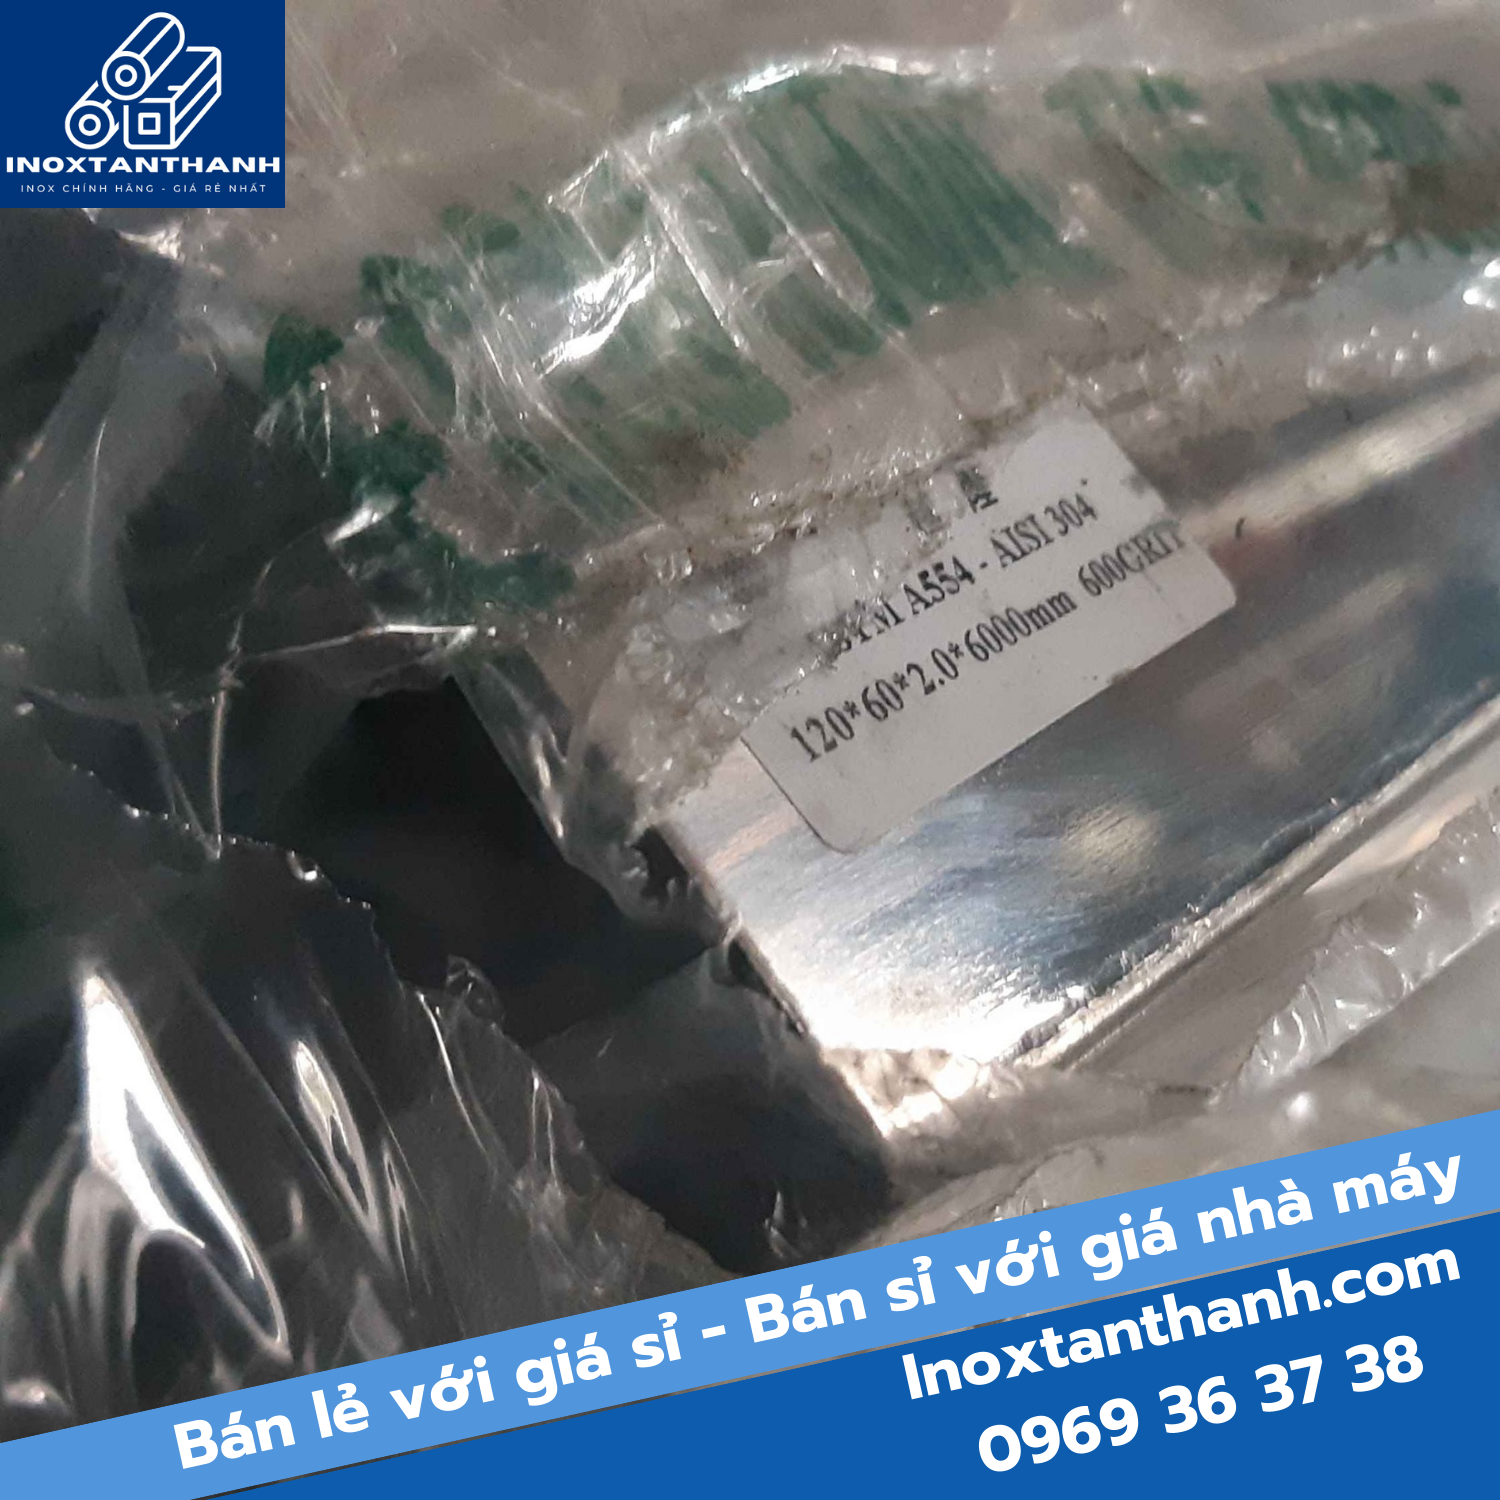 INOXTANTHANH
INOX CHÍNH HÃNG - GIÁ RẺ NHẤT
A554 - AISI 304
120*60*2.0*6000mm 600GRIT
Bán lẻ với giá sỉ - Bán sỉ với giá nhà máy
Inoxtanthanh.com
0969 36 37 38